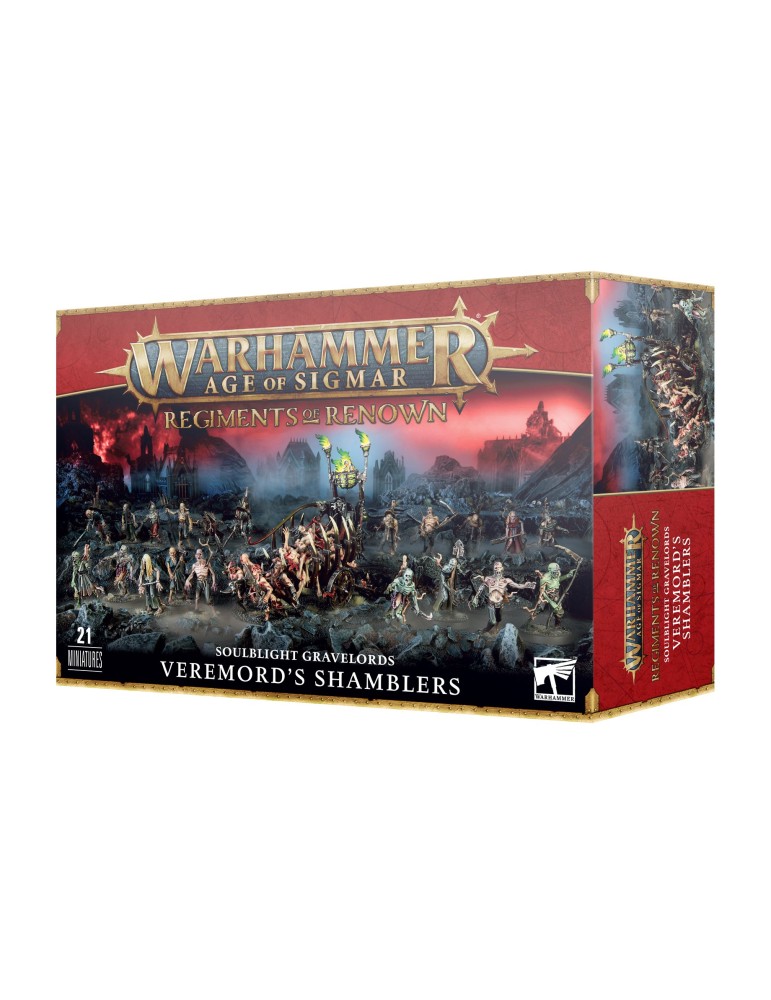 WARHAMMER
AGE OF SIGMAR
REGIMENTS OF RENOWN
21
MINIATURES
SOULBLIGHT GRAVELORDS
VEREMORD'S SHAMBLERS
WARHAMMER
WARHAMMER
AGE OF SIGMAR
REGIMENTS OF RENOWN
SOULBLIGHT GRAVELORDS
VEREMORD'S
SHAMBLERS